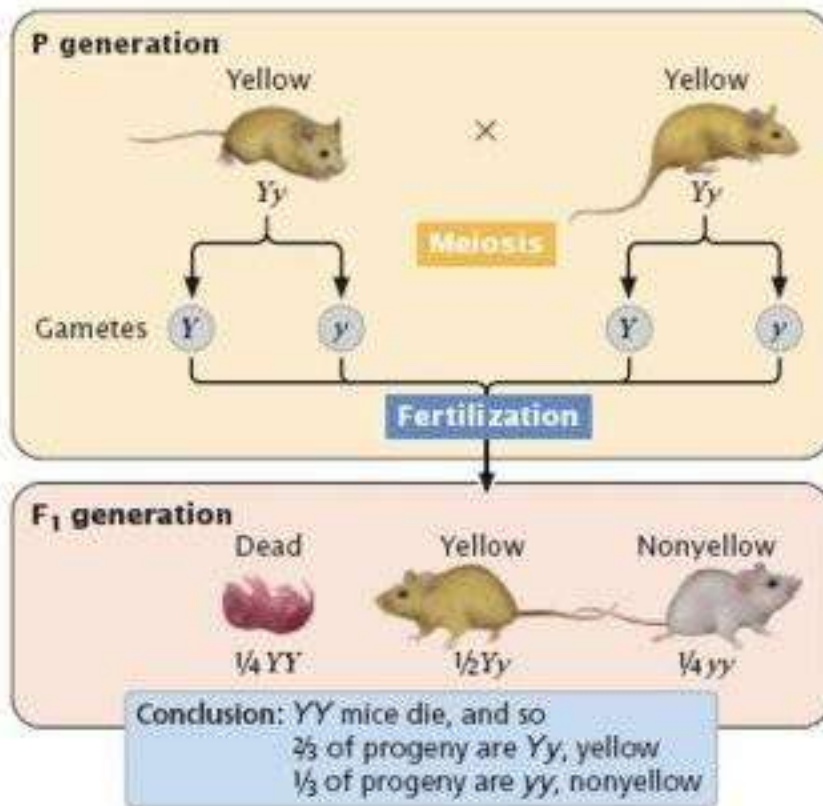 P generation
Yellow Yellow
×
Yy Yy
Meiosis
Gametes Y y Y y
Fertilization
F₁ generation
Dead Yellow Nonyellow
¼ YY ½Yy ¼ yy
Conclusion: YY mice die, and so
⅔ of progeny are Yy, yellow
⅓ of progeny are yy, nonyellow